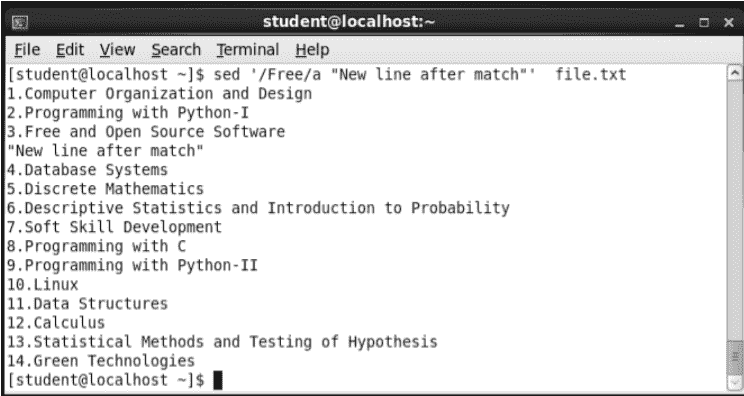 student@localhost:~
File Edit View Search Terminal Help
[student@localhost ~]$ sed '/Free/a "New line after match"'  file.txt
1.Computer Organization and Design
2.Programming with Python-I
3.Free and Open Source Software
"New line after match"
4.Database Systems
5.Discrete Mathematics
6.Descriptive Statistics and Introduction to Probability
7.Soft Skill Development
8.Programming with C
9.Programming with Python-II
10.Linux
11.Data Structures
12.Calculus
13.Statistical Methods and Testing of Hypothesis
14.Green Technologies
[student@localhost ~]$